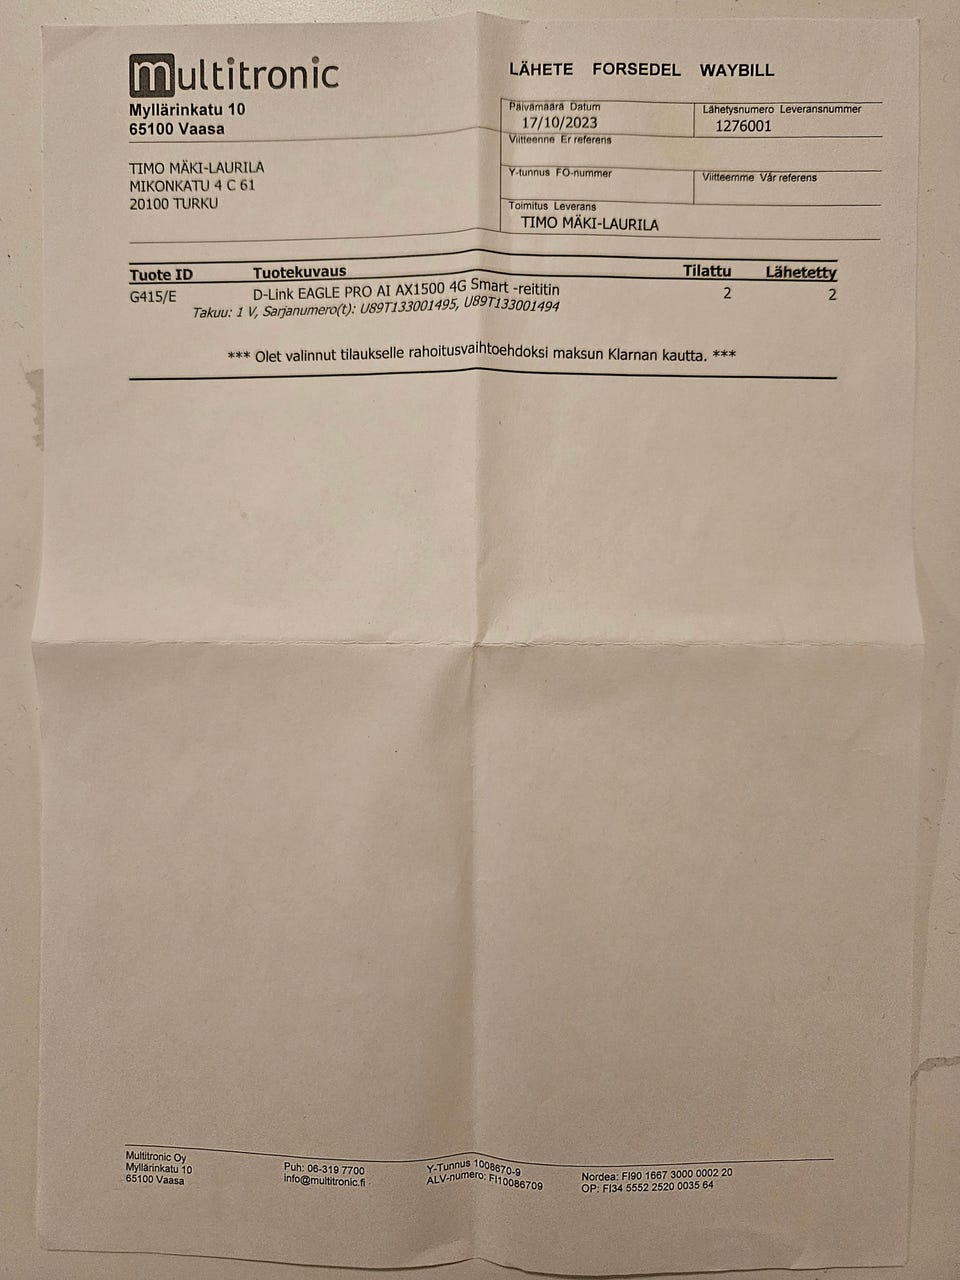 multitronic
Myllärinkatu 10
65100 Vaasa
LÄHETE FORSEDEL WAYBILL
Päivämäärä Datum
17/10/2023
Lähetysnumero Leveransnummer
1276001
Viitteenne Er referens
TIMO MÄKI-LAURILA
MIKONKATU 4 C 61
20100 TURKU
Y-tunnus FO-nummer
Viitteemme Vår referens
Toimitus Leverans
TIMO MÄKI-LAURILA
Tuote ID Tuotekuvaus Tilattu Lähetetty
G415/E D-Link EAGLE PRO AI AX1500 4G Smart -reititin 2 2
Takuu: 1 V, Sarjanumero(t): U89T133001495, U89T133001494
*** Olet valinnut tilaukselle rahoitusvaihtoehdoksi maksun Klarnan kautta. ***
Multitronic Oy
Myllärinkatu 10
65100 Vaasa
Puh: 06-319 7700
info@multitronic.fi
Y-Tunnus 1008670-9
ALV-numero: FI10086709
Nordea: FI90 1667 3000 0002 20
OP: FI34 5552 2520 0035 64